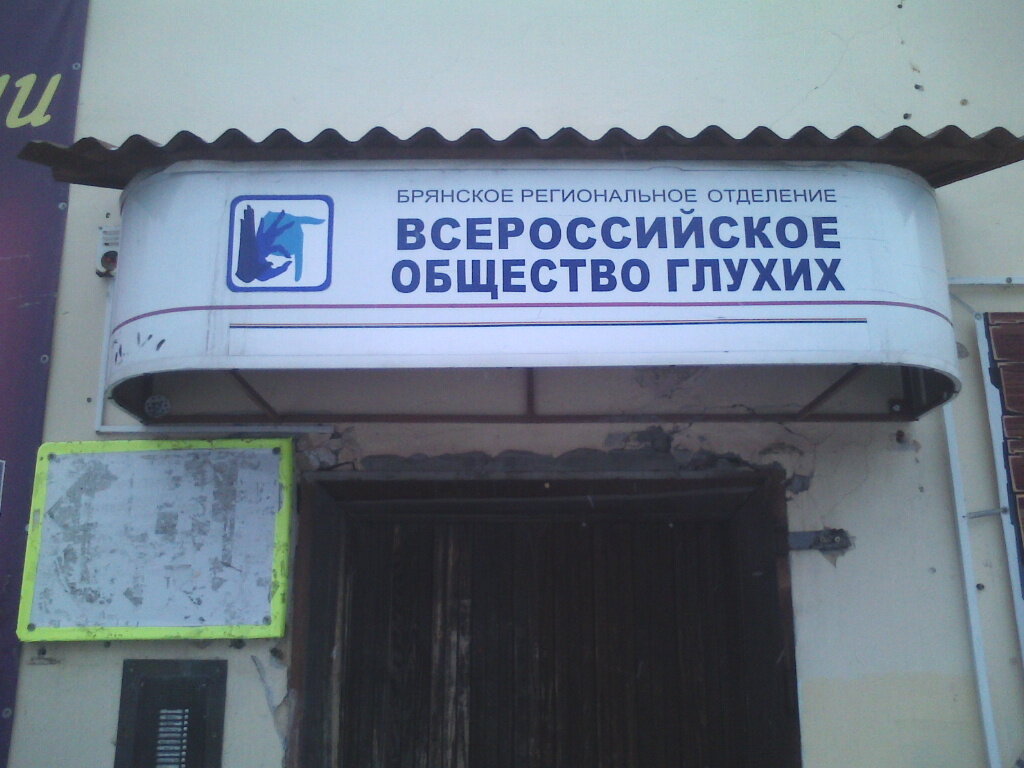 БРЯНСКОЕ РЕГИОНАЛЬНОЕ ОТДЕЛЕНИЕ
ВСЕРОССИЙСКОЕ
ОБЩЕСТВО ГЛУХИХ